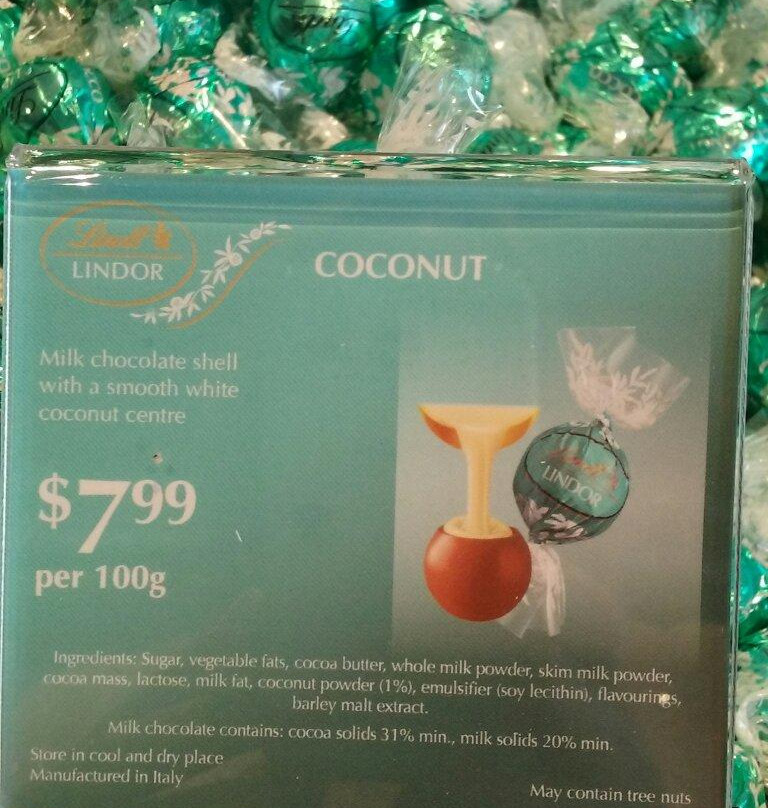 Lindt
LINDOR
COCONUT
Milk chocolate shell
with a smooth white
coconut centre
$7.99
per 100g
Lindt
LINDOR
Ingredients: Sugar, vegetable fats, cocoa butter, whole milk powder, skim milk powder,
cocoa mass, lactose, milk fat, coconut powder (1%), emulsifier (soy lecithin), flavourings,
barley malt extract.
Milk chocolate contains: cocoa solids 31% min., milk solids 20% min.
Store in cool and dry place
Manufactured in Italy
May contain tree nuts